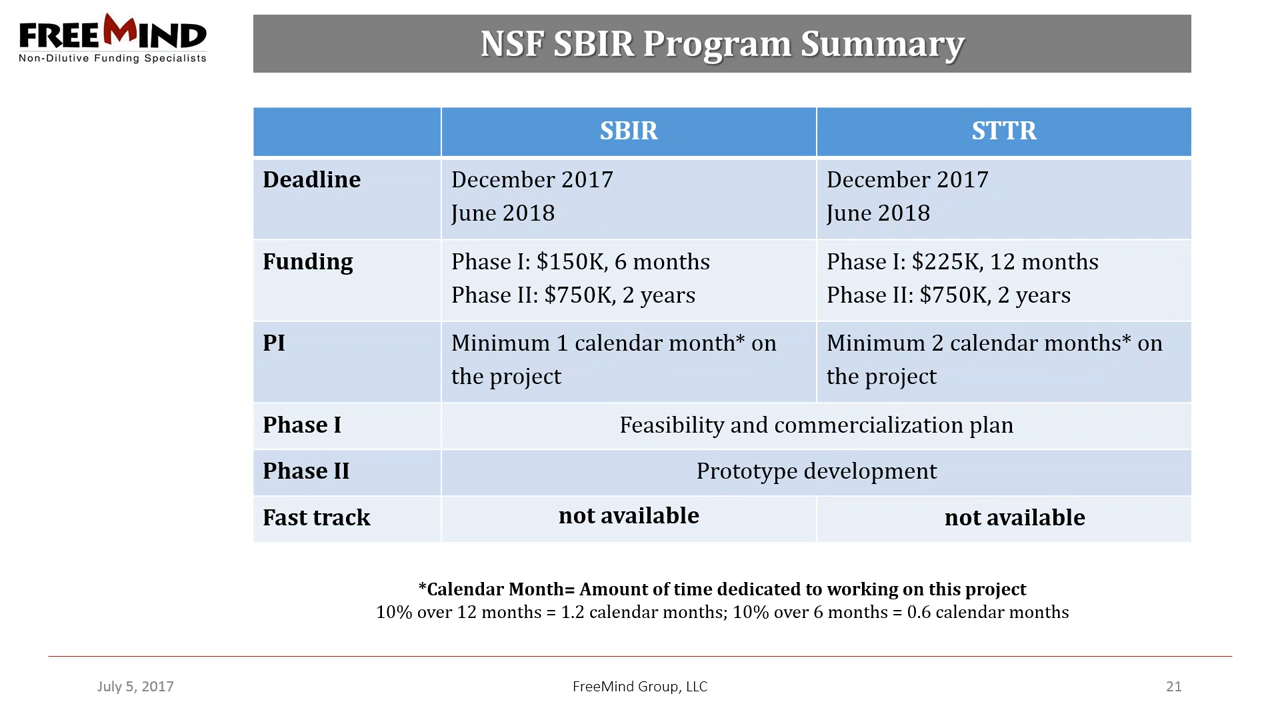 FREEMIND
Non-Dilutive Funding Specialists
NSF SBIR Program Summary
SBIR STTR
Deadline
December 2017
June 2018
December 2017
June 2018
Funding
Phase I: $150K, 6 months
Phase II: $750K, 2 years
Phase I: $225K, 12 months
Phase II: $750K, 2 years
PI
Minimum 1 calendar month* on
the project
Minimum 2 calendar months* on
the project
Phase I Feasibility and commercialization plan
Phase II Prototype development
Fast track not available not available
*Calendar Month= Amount of time dedicated to working on this project
10% over 12 months = 1.2 calendar months; 10% over 6 months = 0.6 calendar months
July 5, 2017 FreeMind Group, LLC 21